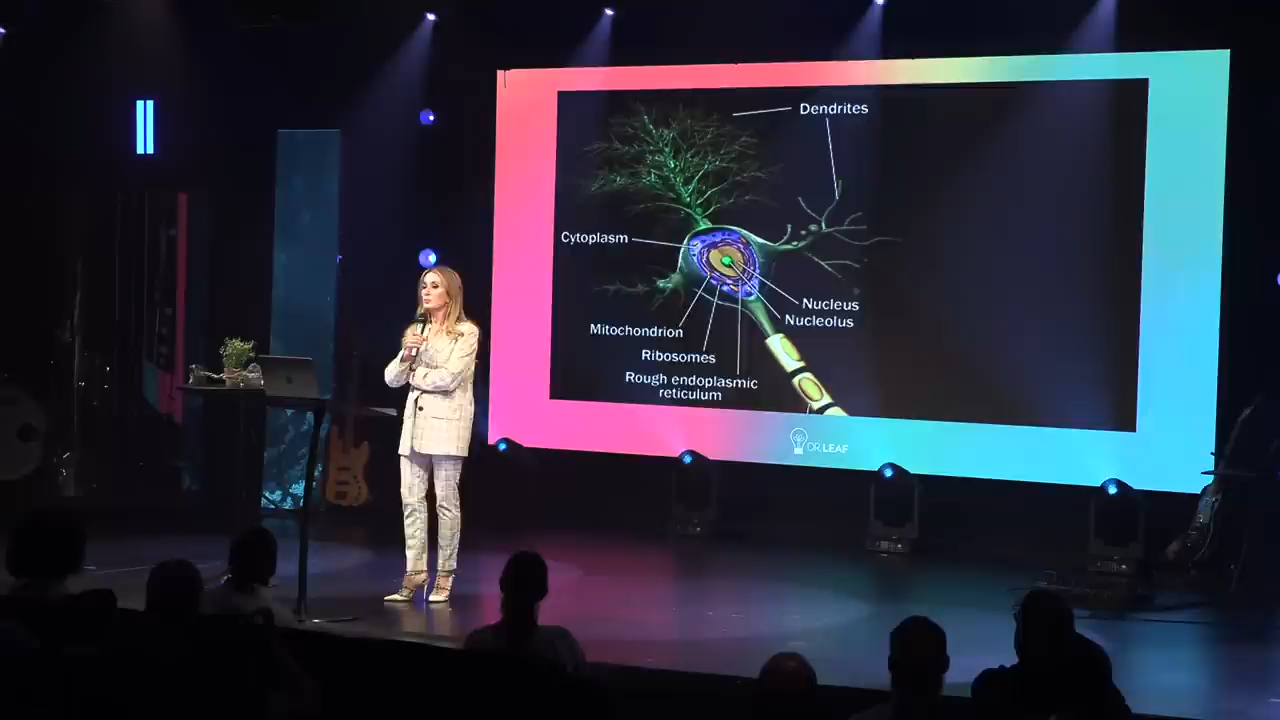 Dendrites
Cytoplasm
Nucleus
Nucleolus
Mitochondrion
Ribosomes
Rough endoplasmic
reticulum
DR.LEAF